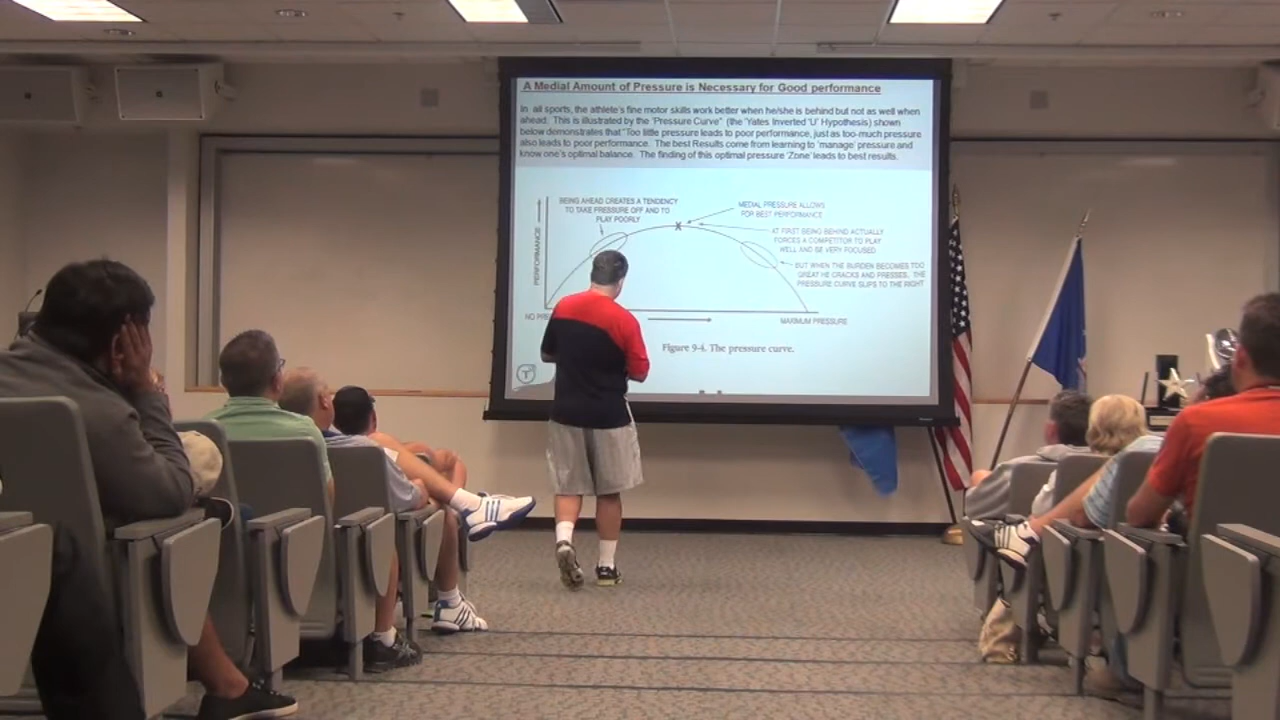 A Medial Amount of Pressure is Necessary for Good performance
In all sports, the athlete's fine motor skills work better when he/she is behind but not as well when
ahead. This is illustrated by the 'Pressure Curve" (the 'Yates Inverted 'U' Hypothesis) shown
below demonstrates that "Too little pressure leads to poor performance, just as too-much pressure
also leads to poor performance. The best Results come from learning to 'manage' pressure and
know one's optimal balance. The finding of this optimal pressure 'Zone' leads to best results.
BEING AHEAD CREATES A TENDENCY
TO TAKE PRESSURE OFF AND TO
PLAY POORLY
MEDIAL PRESSURE ALLOWS
FOR BEST PERFORMANCE
X
AT FIRST BEING BEHIND ACTUALLY
FORCES A COMPETITOR TO PLAY
WELL AND BE VERY FOCUSED
BUT WHEN THE BURDEN BECOMES TOO
GREAT HE CRACKS AND PRESSES. THE
PRESSURE CURVE SLIPS TO THE RIGHT
PERFORMANCE
NO PRE
MAXIMUM PRESSURE
Figure 9-4. The pressure curve.
T